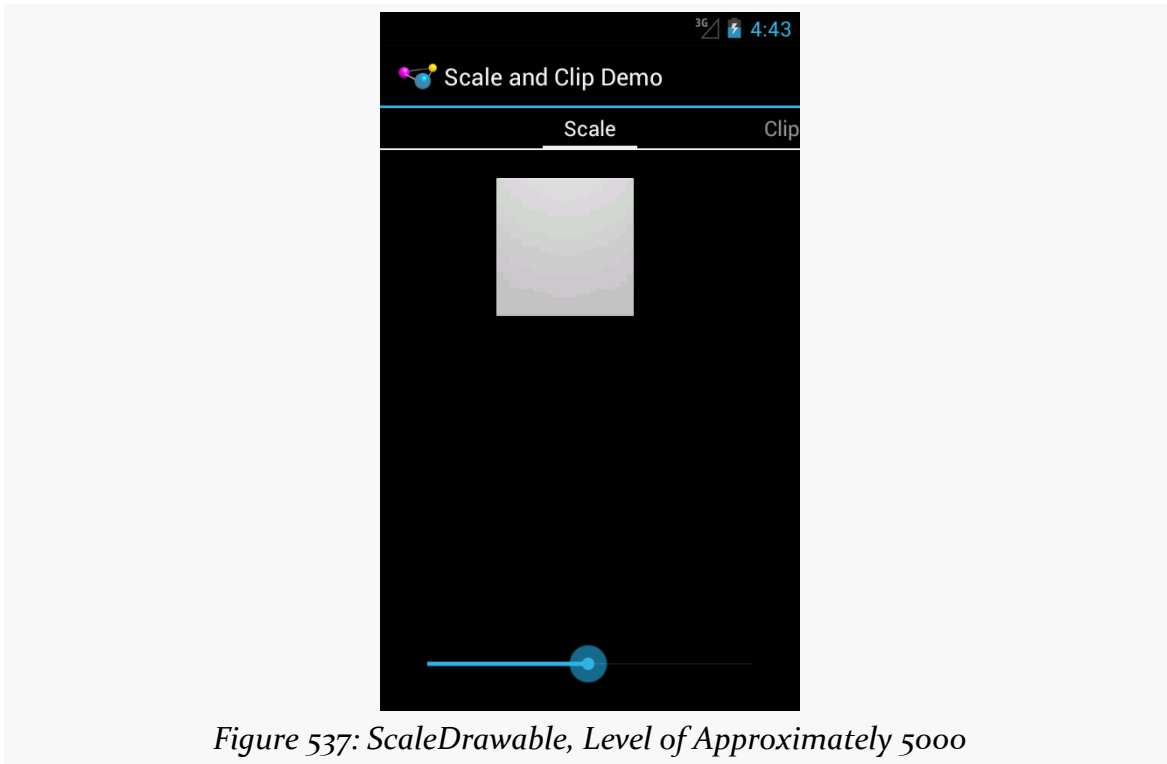 3G 4:43
Scale and Clip Demo
Scale Clip
Figure 537: ScaleDrawable, Level of Approximately 5000